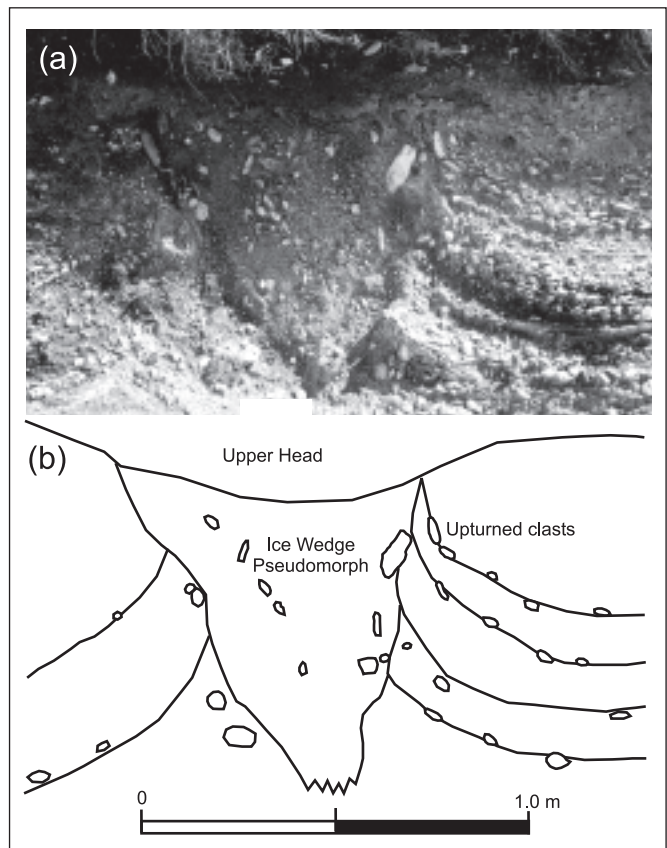 (a)
(b)
Upper Head
Ice Wedge
Pseudomorph
Upturned clasts
0
1.0 m